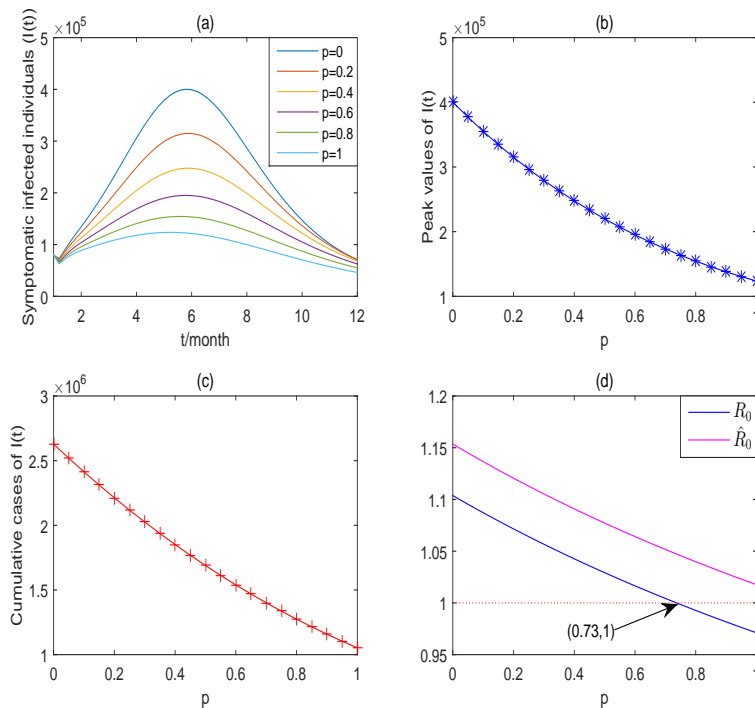 (a)
×10^5
Symptomatic infected individuals (I(t))
5
4
3
2
1
0
2
4
6
8
10
12
t/month
p=0
p=0.2
p=0.4
p=0.6
p=0.8
p=1
(b)
×10^5
Peak values of I(t)
5
4
3
2
1
0
0.2
0.4
0.6
0.8
1
p
(c)
×10^6
Cumulative cases of I(t)
3
2.5
2
1.5
1
0
0.2
0.4
0.6
0.8
1
p
(d)
1.2
1.15
1.1
1.05
1
0.95
0
0.2
0.4
0.6
0.8
1
p
R_0
R̂_0
(0.73,1)